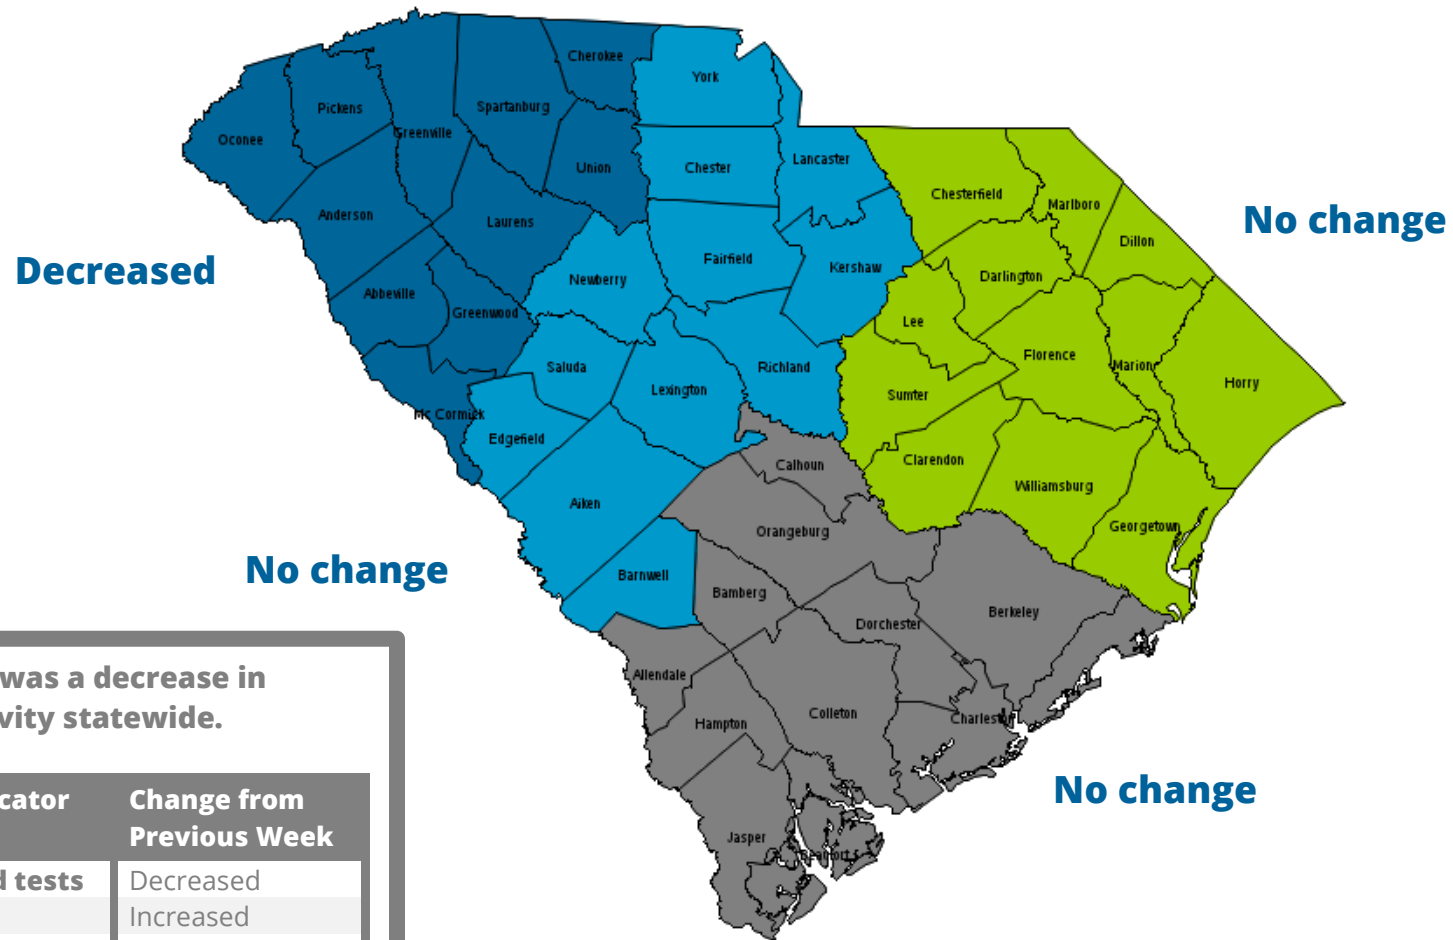 Cherokee
York
Pickens
Spartanburg
Greenville
Oconee
Union
Chester
Lancaster
Chesterfield
Marlboro
Anderson
Laurens
No change
Dillon
Decreased
Newberry
Fairfield
Kershaw
Darlington
Abbeville
Greenwood
Lee
Florence
Marion
Saluda
Richland
Lexington
Sumter
Horry
Mc Cormick
Edgefield
Calhoun
Clarendon
Williamsburg
Aiken
Orangeburg
Georgetown
No change
Barnwell
Bamberg
Dorchester
Berkeley
Allendale
Hampton
Colleton
Charleston
No change
Jasper
Beaufort
was a decrease in
vity statewide.
cator
Change from
Previous Week
d tests
Decreased
Increased